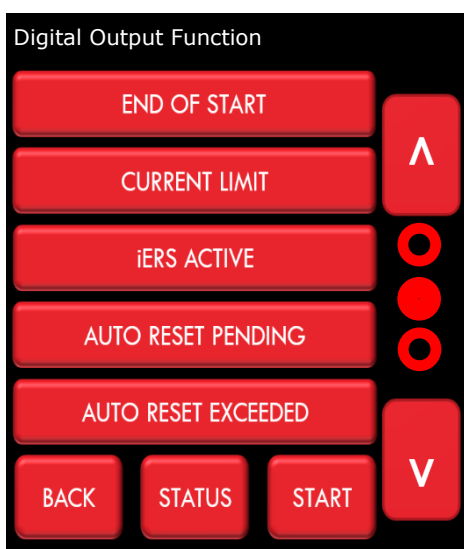 Digital Output Function
END OF START
CURRENT LIMIT
iERS ACTIVE
AUTO RESET PENDING
AUTO RESET EXCEEDED
BACK
STATUS
START